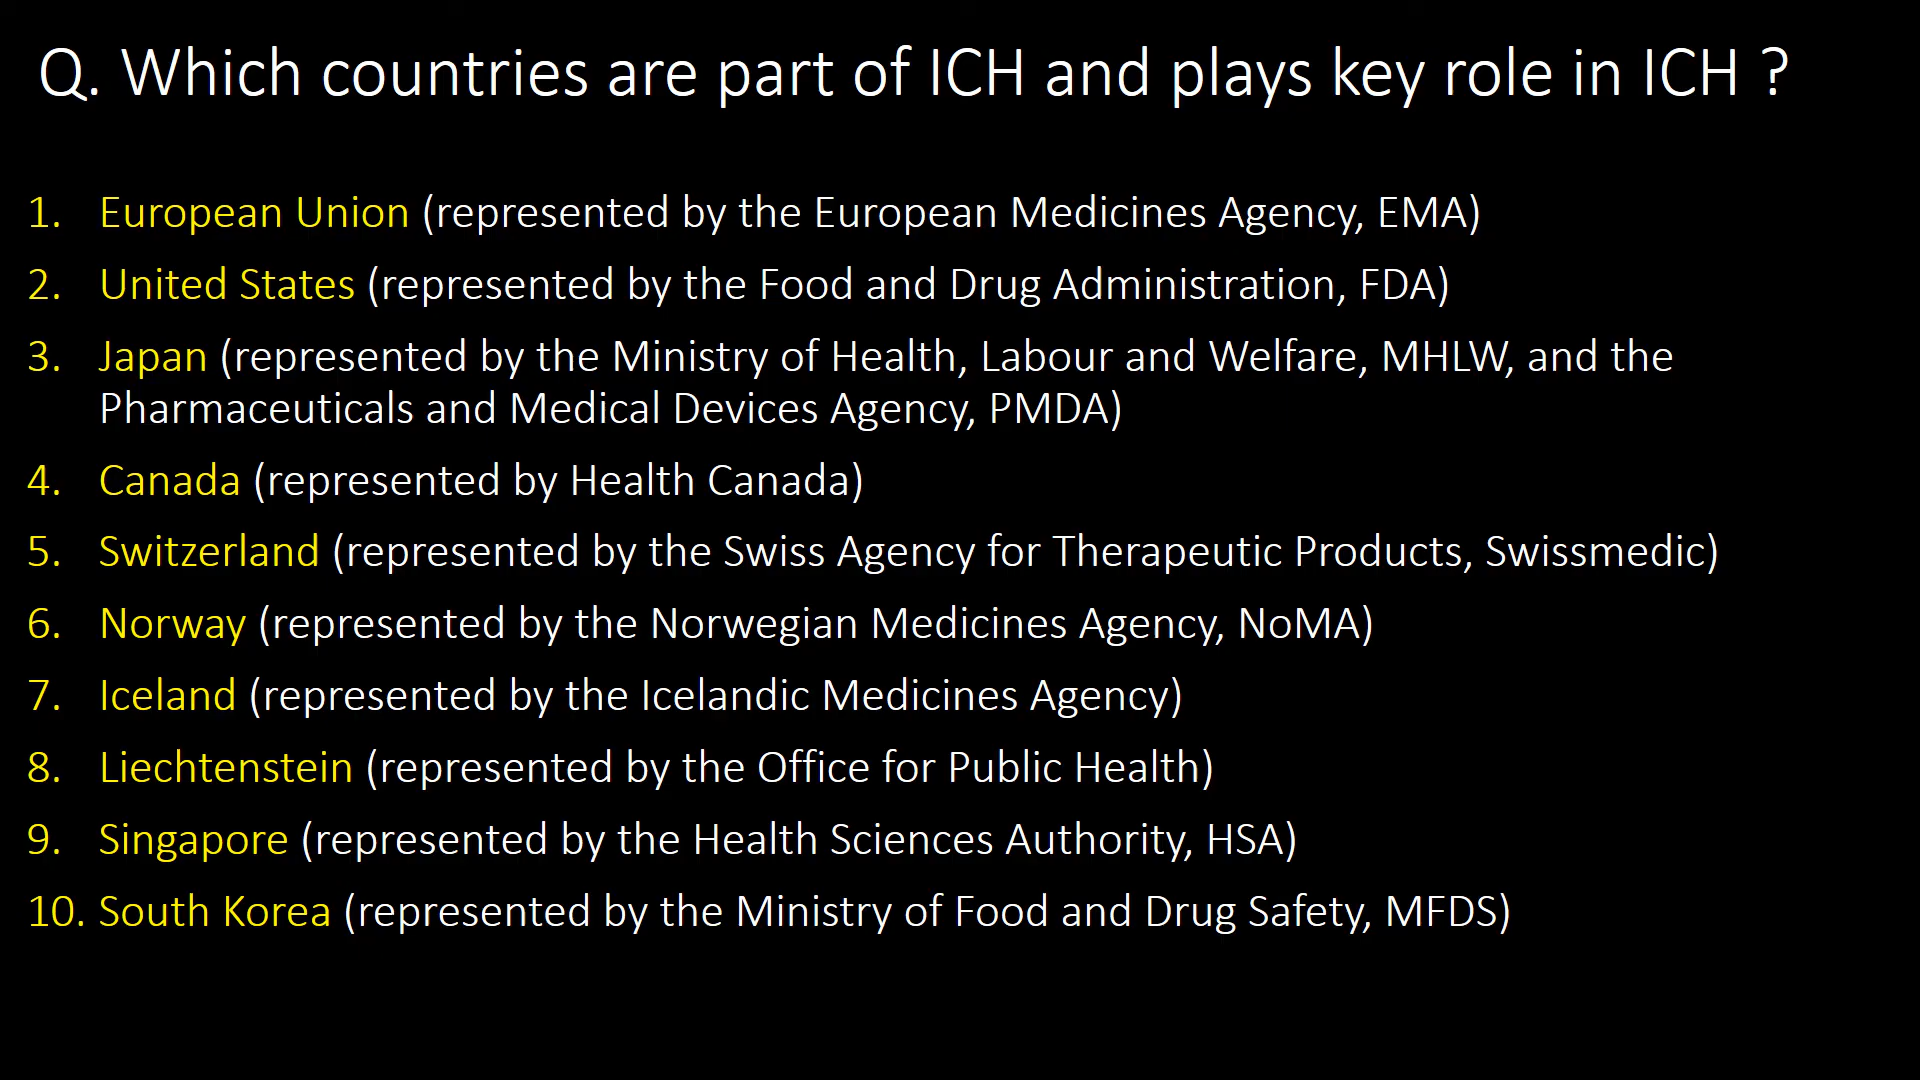 Q. Which countries are part of ICH and plays key role in ICH ?
1. European Union (represented by the European Medicines Agency, EMA)
2. United States (represented by the Food and Drug Administration, FDA)
3. Japan (represented by the Ministry of Health, Labour and Welfare, MHLW, and the
Pharmaceuticals and Medical Devices Agency, PMDA)
4. Canada (represented by Health Canada)
5. Switzerland (represented by the Swiss Agency for Therapeutic Products, Swissmedic)
6. Norway (represented by the Norwegian Medicines Agency, NoMA)
7. Iceland (represented by the Icelandic Medicines Agency)
8. Liechtenstein (represented by the Office for Public Health)
9. Singapore (represented by the Health Sciences Authority, HSA)
10. South Korea (represented by the Ministry of Food and Drug Safety, MFDS)